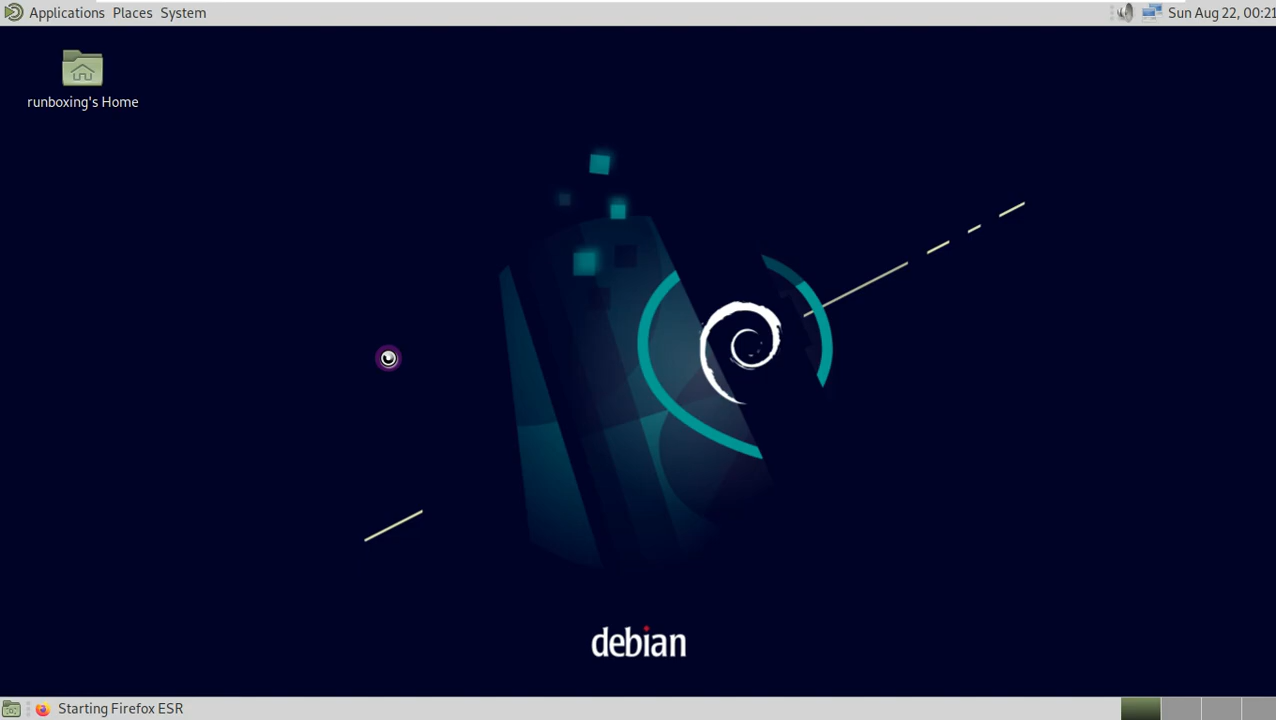 Applications Places System Sun Aug 22, 00:21
runboxing's Home
debian
Starting Firefox ESR